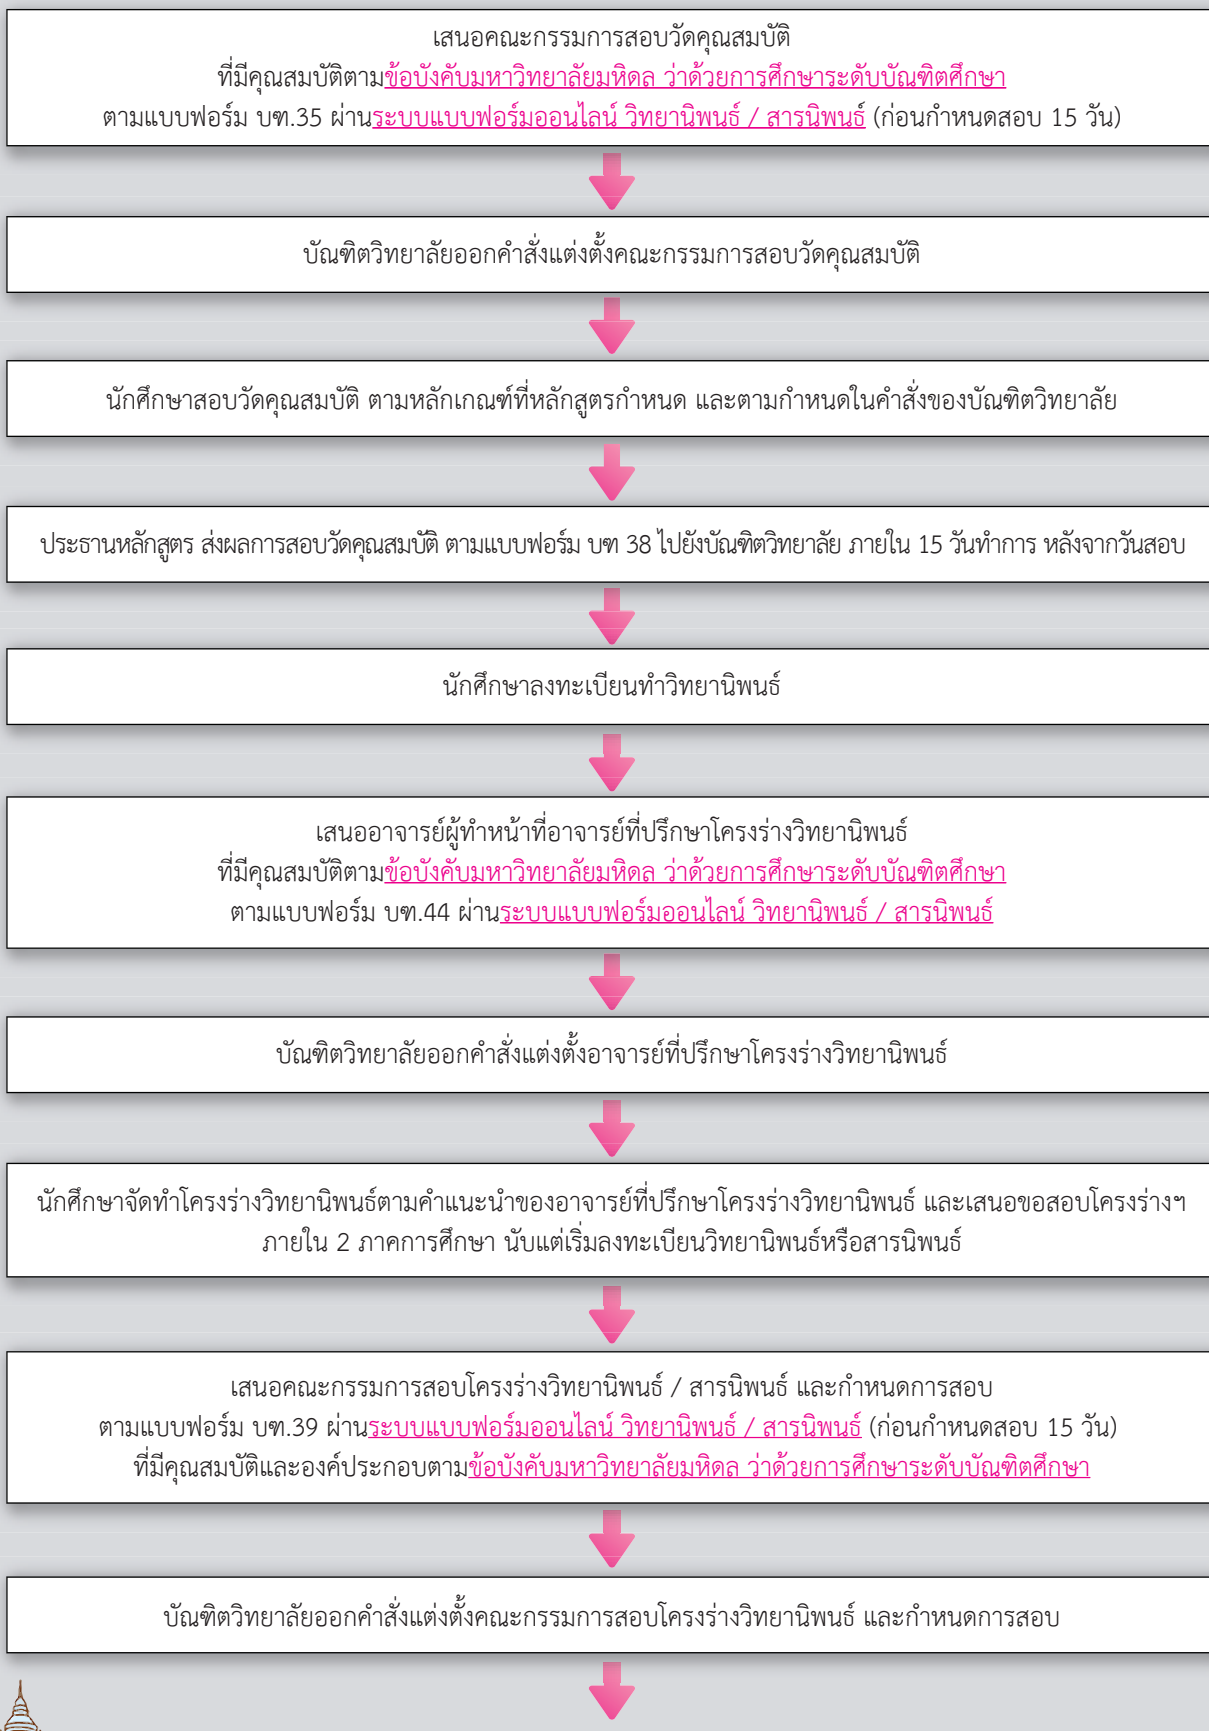 เสนอคณะกรรมการสอบวัดคุณสมบัติ
ที่มีคุณสมบัติตามข้อบังคับมหาวิทยาลัยมหิดล ว่าด้วยการศึกษาระดับบัณฑิตศึกษา
ตามแบบฟอร์ม บฑ.35 ผ่านระบบแบบฟอร์มออนไลน์ วิทยานิพนธ์ / สารนิพนธ์ (ก่อนกำหนดสอบ 15 วัน)
บัณฑิตวิทยาลัยออกคำสั่งแต่งตั้งคณะกรรมการสอบวัดคุณสมบัติ
นักศึกษาสอบวัดคุณสมบัติ ตามหลักเกณฑ์ที่หลักสูตรกำหนด และตามกำหนดในคำสั่งของบัณฑิตวิทยาลัย
ประธานหลักสูตร ส่งผลการสอบวัดคุณสมบัติ ตามแบบฟอร์ม บฑ 38 ไปยังบัณฑิตวิทยาลัย ภายใน 15 วันทำการ หลังจากวันสอบ
นักศึกษาลงทะเบียนทำวิทยานิพนธ์
เสนออาจารย์ผู้ทำหน้าที่อาจารย์ที่ปรึกษาโครงร่างวิทยานิพนธ์
ที่มีคุณสมบัติตามข้อบังคับมหาวิทยาลัยมหิดล ว่าด้วยการศึกษาระดับบัณฑิตศึกษา
ตามแบบฟอร์ม บฑ.44 ผ่านระบบแบบฟอร์มออนไลน์ วิทยานิพนธ์ / สารนิพนธ์
บัณฑิตวิทยาลัยออกคำสั่งแต่งตั้งอาจารย์ที่ปรึกษาโครงร่างวิทยานิพนธ์
นักศึกษาจัดทำโครงร่างวิทยานิพนธ์ตามคำแนะนำของอาจารย์ที่ปรึกษาโครงร่างวิทยานิพนธ์ และเสนอขอสอบโครงร่างฯ
ภายใน 2 ภาคการศึกษา นับแต่เริ่มลงทะเบียนวิทยานิพนธ์หรือสารนิพนธ์
เสนอคณะกรรมการสอบโครงร่างวิทยานิพนธ์ / สารนิพนธ์ และกำหนดการสอบ
ตามแบบฟอร์ม บฑ.39 ผ่านระบบแบบฟอร์มออนไลน์ วิทยานิพนธ์ / สารนิพนธ์ (ก่อนกำหนดสอบ 15 วัน)
ที่มีคุณสมบัติและองค์ประกอบตามข้อบังคับมหาวิทยาลัยมหิดล ว่าด้วยการศึกษาระดับบัณฑิตศึกษา
บัณฑิตวิทยาลัยออกคำสั่งแต่งตั้งคณะกรรมการสอบโครงร่างวิทยานิพนธ์ และกำหนดการสอบ